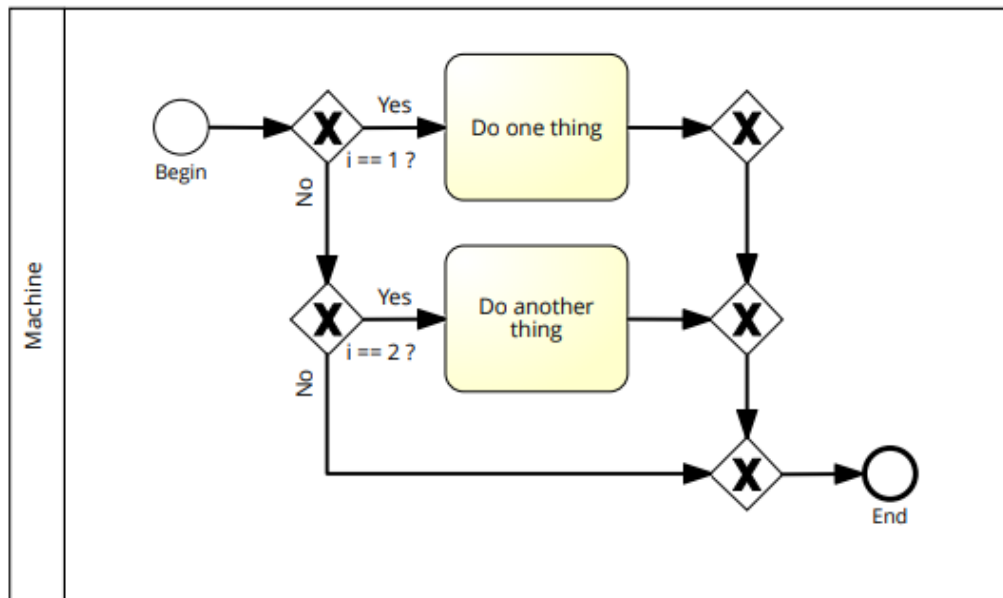 Machine
Begin
Yes
i == 1 ?
No
Do one thing
Yes
i == 2 ?
No
Do another
thing
End